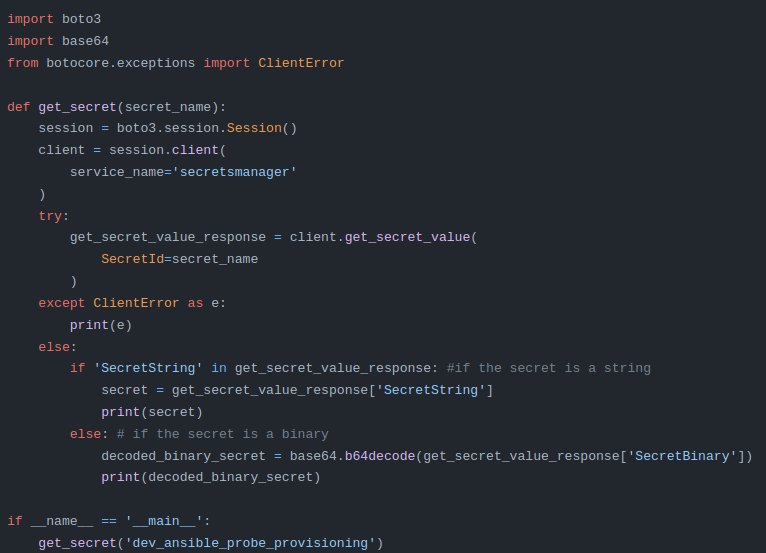 import boto3
import base64
from botocore.exceptions import ClientError

def get_secret(secret_name):
    session = boto3.session.Session()
    client = session.client(
        service_name='secretsmanager'
    )
    try:
        get_secret_value_response = client.get_secret_value(
            SecretId=secret_name
        )
    except ClientError as e:
        print(e)
    else:
        if 'SecretString' in get_secret_value_response: #if the secret is a string
            secret = get_secret_value_response['SecretString']
            print(secret)
        else: # if the secret is a binary
            decoded_binary_secret = base64.b64decode(get_secret_value_response['SecretBinary'])
            print(decoded_binary_secret)

if __name__ == '__main__':
    get_secret('dev_ansible_probe_provisioning')